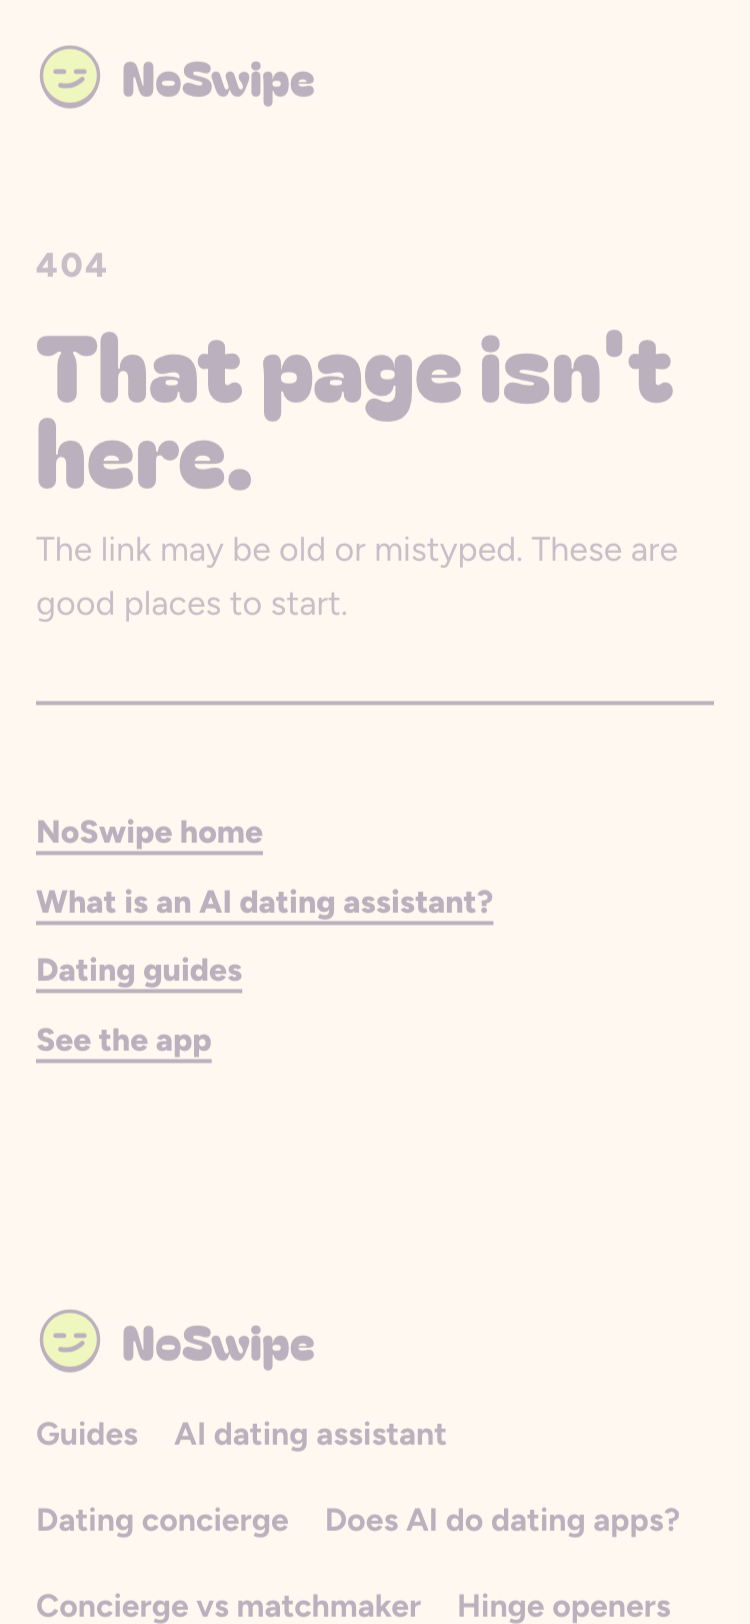 NoSwipe
404
That page isn't
here.
The link may be old or mistyped. These are
good places to start.
NoSwipe home
What is an AI dating assistant?
Dating guides
See the app
NoSwipe
Guides AI dating assistant
Dating concierge Does AI do dating apps?
Concierge vs matchmaker Hinge openers